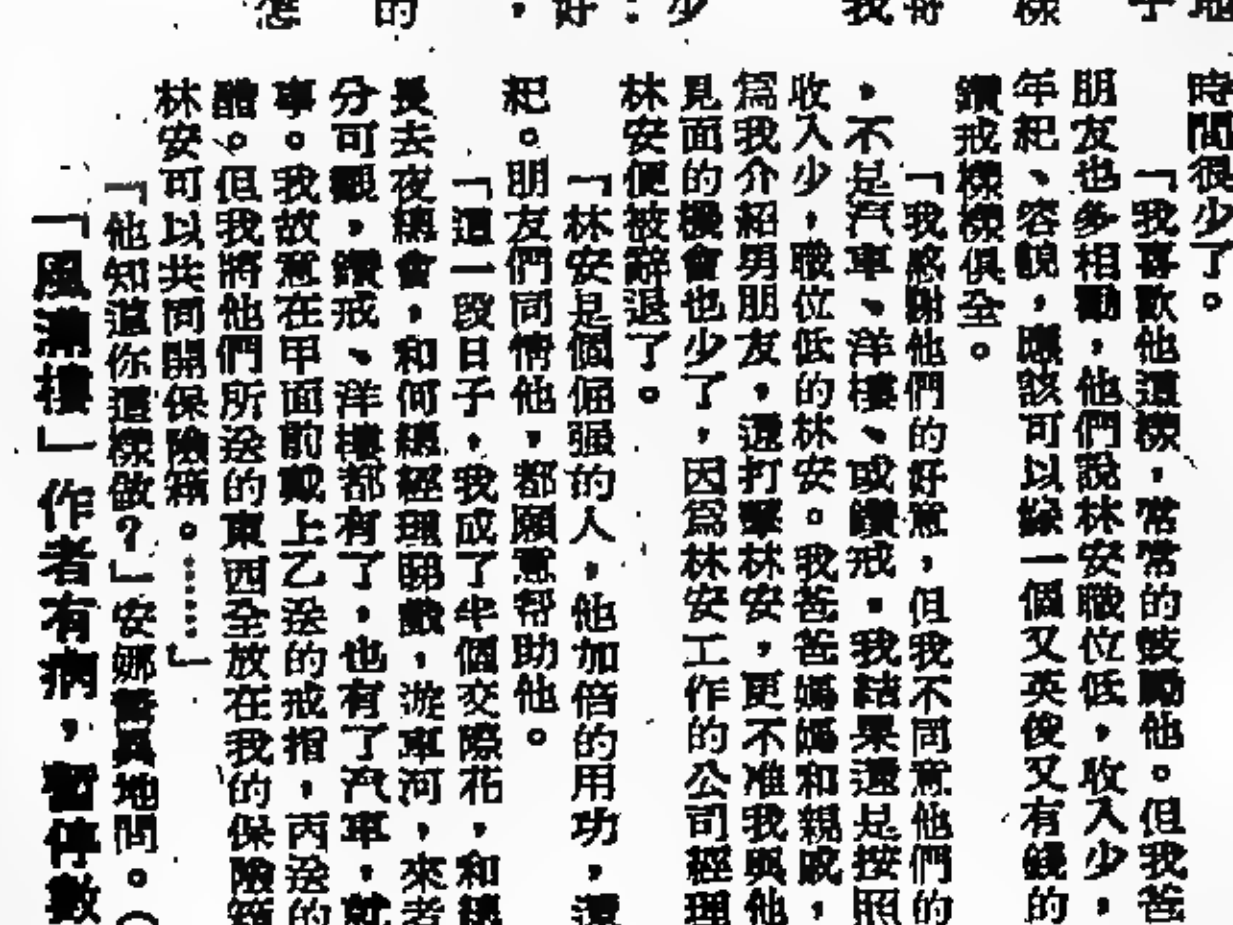 時間很少了。
「我喜歡他這樣，常常的鼓勵他。但我爸
朋友也多相勸，他們說林安職位低，收入少，
年紀、容貌，應該可以嫁一個又英俊又有錢的
鑽戒樣樣俱全。
「我感謝他們的好意，但我不同意他們的
，不是汽車、洋樓、或鑽戒。我結果還是按照
收入少，職位低的林安。我爸爸媽媽和親戚，
爲我介紹男朋友，還打擊林安，更不准我與他
見面的機會也少了，因爲林安工作的公司經理
林安便被辭退了。
「林安是個倔强的人，他加倍的用功，還
紀。朋友們同情他，都願意幫助他。
「這一段日子，我成了半個交際花，和總
長去夜總會，和何總經理睇戲，游車河，來者
分可觀，鑽戒、洋樓都有了，也有了汽車，就
事。我故意在甲面前戴上乙送的戒指，丙送的
醋。但我將他們所送的東西全放在我的保險箱
林安可以共同開保險箱。……」
「他知道你這樣做？」安娜驚異地問。（
「風滿樓」作者有病，暫停數